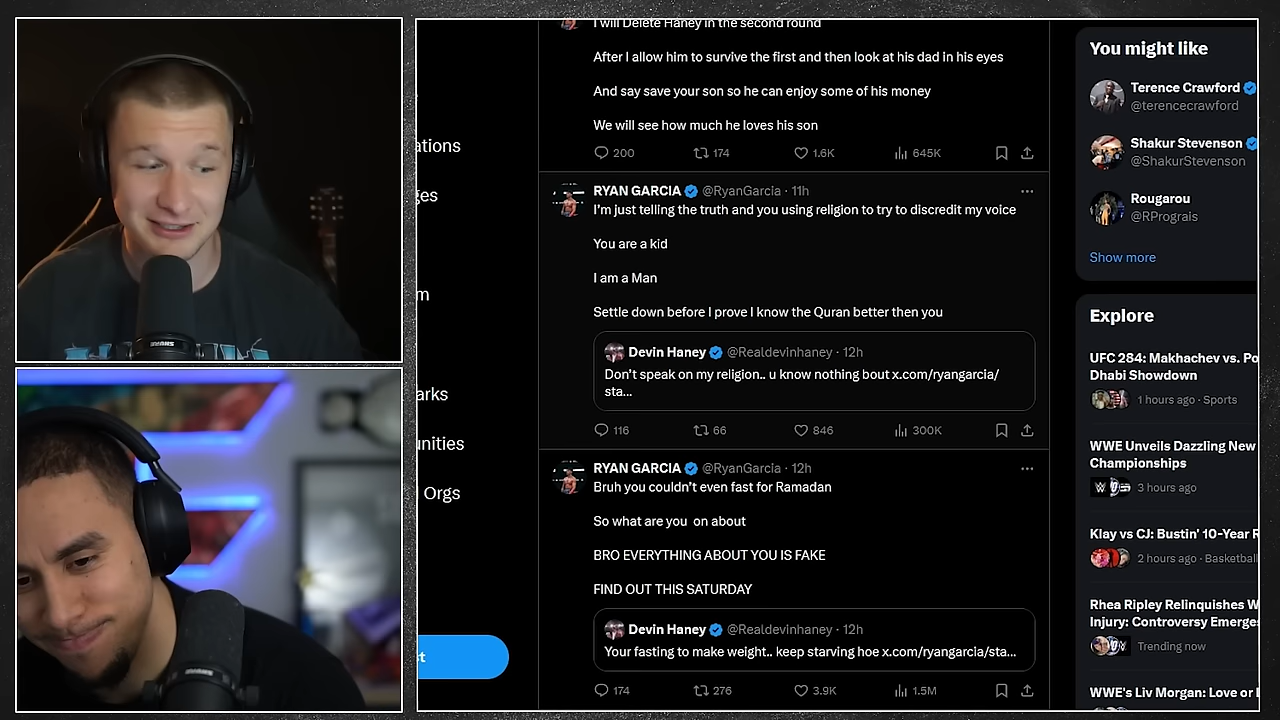 I will Delete Haney in the second round
After I allow him to survive the first and then look at his dad in his eyes
And say save your son so he can enjoy some of his money
We will see how much he loves his son
200 174 1.6K 645K
RYAN GARCIA @RyanGarcia · 11h
I'm just telling the truth and you using religion to try to discredit my voice
You are a kid
I am a Man
Settle down before I prove I know the Quran better then you
Devin Haney @Realdevinhaney · 12h
Don't speak on my religion.. u know nothing bout x.com/ryangarcia/
sta...
116 66 846 300K
RYAN GARCIA @RyanGarcia · 12h
Bruh you couldn't even fast for Ramadan
So what are you on about
BRO EVERYTHING ABOUT YOU IS FAKE
FIND OUT THIS SATURDAY
Devin Haney @Realdevinhaney · 12h
Your fasting to make weight.. keep starving hoe x.com/ryangarcia/sta...
174 276 3.9K 1.5M
ations
ges
m
arks
unities
Orgs
t
You might like
Terence Crawford
@terencecrawford
Shakur Stevenson
@ShakurStevenson
Rougarou
@RPrograis
Show more
Explore
UFC 284: Makhachev vs. Po
Dhabi Showdown
1 hours ago · Sports
WWE Unveils Dazzling New
Championships
3 hours ago
Klay vs CJ: Bustin' 10-Year R
2 hours ago · Basketbal
Rhea Ripley Relinquishes W
Injury: Controversy Emerge
Trending now
WWE's Liv Morgan: Love or